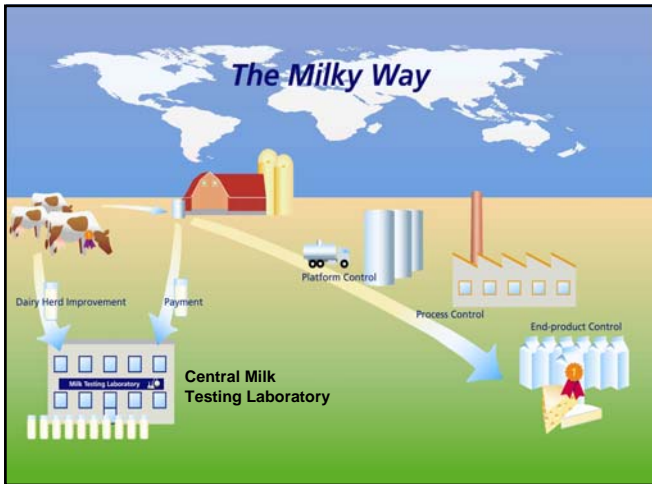 The Milky Way
Platform Control
Dairy Herd Improvement
Payment
Process Control
End-product Control
Milk Testing Laboratory
Central Milk
Testing Laboratory